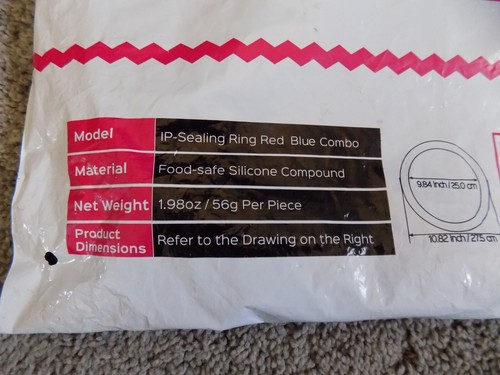 Model IP-Sealing Ring Red Blue Combo
Material Food-safe Silicone Compound
Net Weight 1.98oz / 56g Per Piece
Product Dimensions Refer to the Drawing on the Right
9.84 Inch / 25.0 cm
10.82 Inch / 27.5 cm